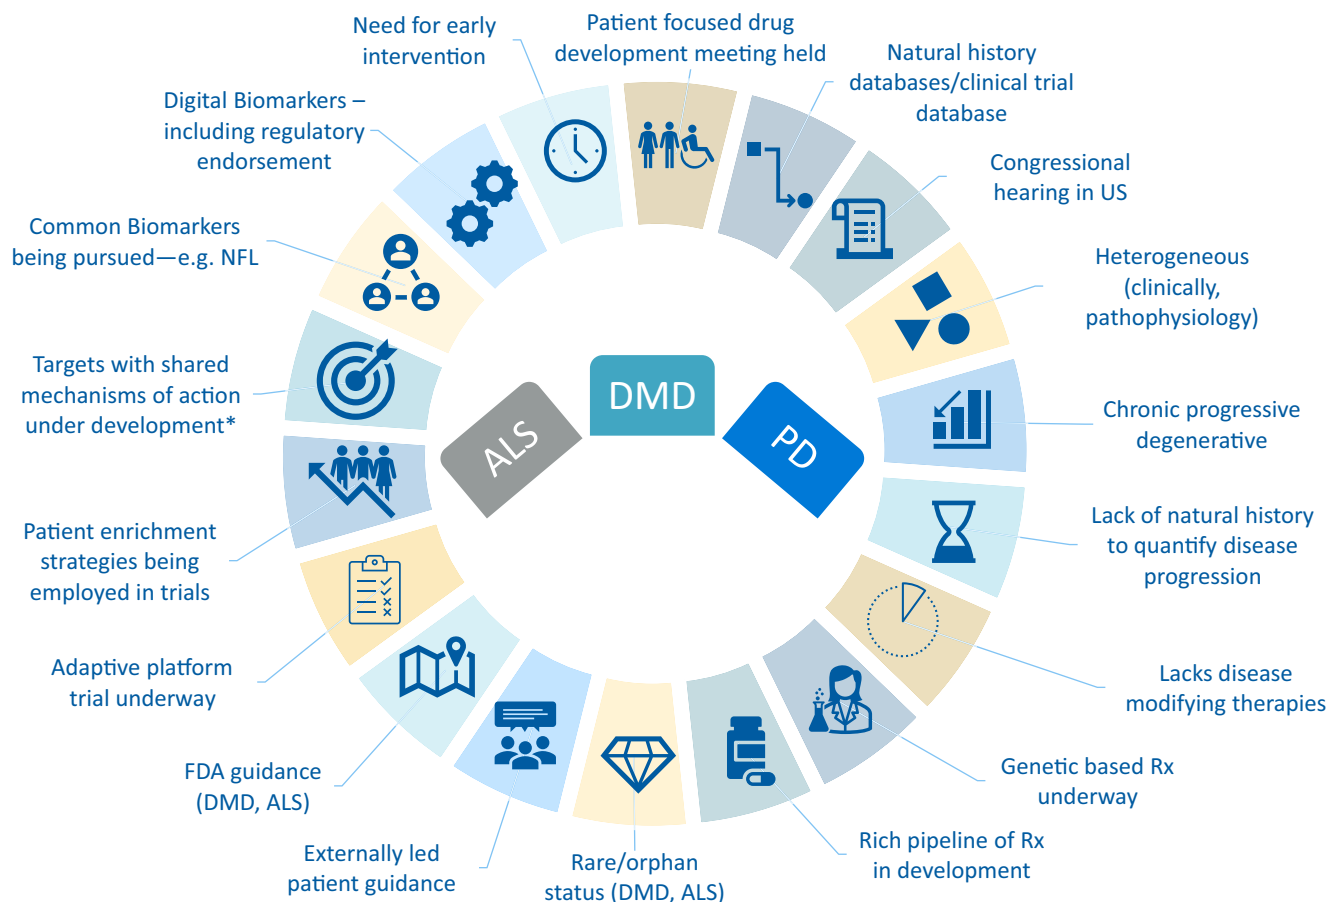 Need for early
intervention
Patient focused drug
development meeting held
Natural history
databases/clinical trial
database
Digital Biomarkers –
including regulatory
endorsement
Congressional
hearing in US
Common Biomarkers
being pursued—e.g. NFL
Heterogeneous
(clinically,
pathophysiology)
Targets with shared
mechanisms of action
under development*
ALS
DMD
PD
Chronic progressive
degenerative
Patient enrichment
strategies being
employed in trials
Lack of natural history
to quantify disease
progression
Adaptive platform
trial underway
Lacks disease
modifying therapies
FDA guidance
(DMD, ALS)
Genetic based Rx
underway
Externally led
patient guidance
Rare/orphan
status (DMD, ALS)
Rich pipeline of Rx
in development